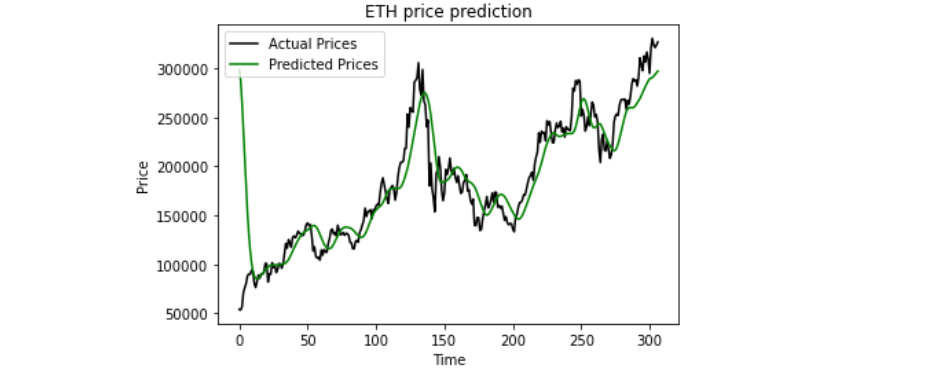 ETH price prediction
Actual Prices
Predicted Prices
Price
300000
250000
200000
150000
100000
50000
0 50 100 150 200 250 300
Time